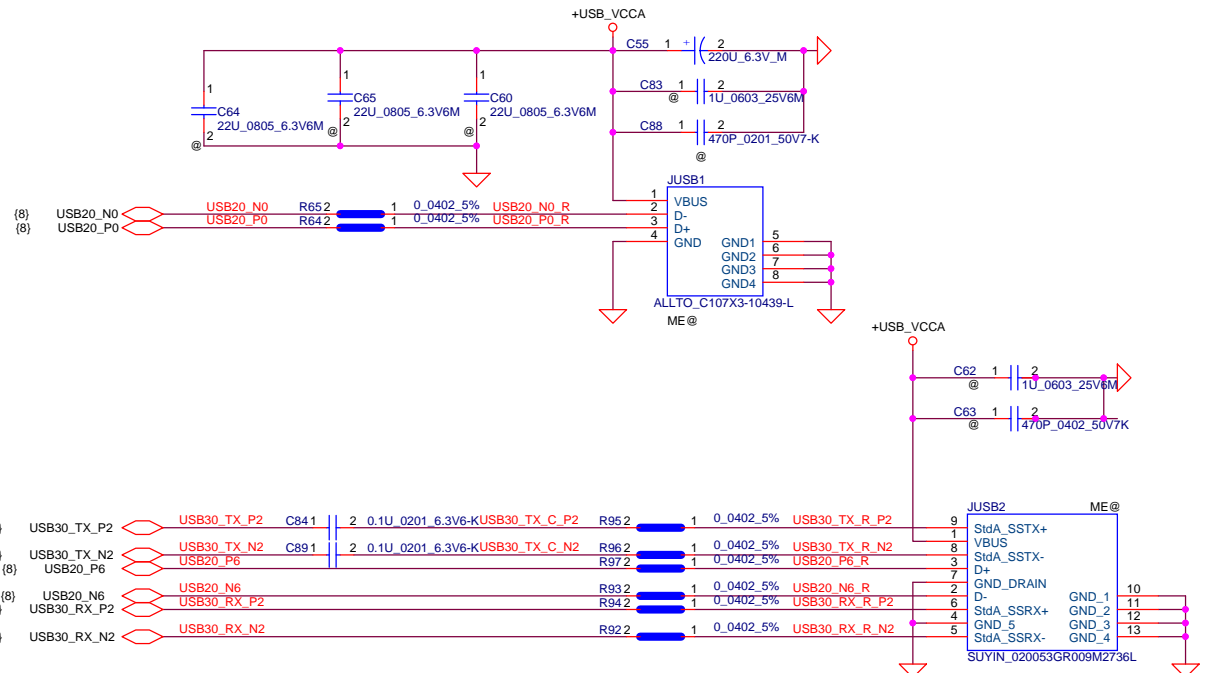 +USB_VCCA
C55 1 + 2
220U_6.3V_M
C83 1 2
@ 1U_0603_25V6M
C88 1 2
470P_0201_50V7-K
@
1 C64 22U_0805_6.3V6M 2 @
1 C65 22U_0805_6.3V6M 2 @
1 C60 22U_0805_6.3V6M 2 @
JUSB1
1 VBUS
{8} USB20_N0 USB20_N0 R65 2 1 0_0402_5% USB20_N0_R 2 D-
{8} USB20_P0 USB20_P0 R64 2 1 0_0402_5% USB20_P0_R 3 D+
4 GND GND1 5
GND2 6
GND3 7
GND4 8
ALLTO_C107X3-10439-L
ME@
+USB_VCCA
C62 1 2
@ 1U_0603_25V6M
C63 1 2
@ 470P_0402_50V7K
JUSB2 ME@
} USB30_TX_P2 USB30_TX_P2 C84 1 2 0.1U_0201_6.3V6-K USB30_TX_C_P2 R95 2 1 0_0402_5% USB30_TX_R_P2 9 StdA_SSTX+
1 VBUS
} USB30_TX_N2 USB30_TX_N2 C89 1 2 0.1U_0201_6.3V6-K USB30_TX_C_N2 R96 2 1 0_0402_5% USB30_TX_R_N2 8 StdA_SSTX-
{8} USB20_P6 USB20_P6 R97 2 1 0_0402_5% USB20_P6_R 3 D+
7 GND_DRAIN
{8} USB20_N6 USB20_N6 R93 2 1 0_0402_5% USB20_N6_R 2 D- GND_1 10
} USB30_RX_P2 USB30_RX_P2 R94 2 1 0_0402_5% USB30_RX_R_P2 6 StdA_SSRX+ GND_2 11
4 GND_5 GND_3 12
} USB30_RX_N2 USB30_RX_N2 R92 2 1 0_0402_5% USB30_RX_R_N2 5 StdA_SSRX- GND_4 13
SUYIN_020053GR009M2736L